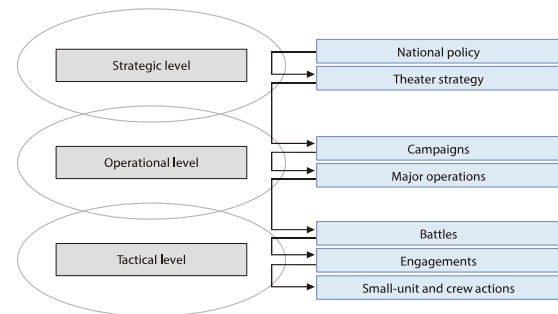 Strategic level
National policy
Theater strategy
Operational level
Campaigns
Major operations
Tactical level
Battles
Engagements
Small-unit and crew actions